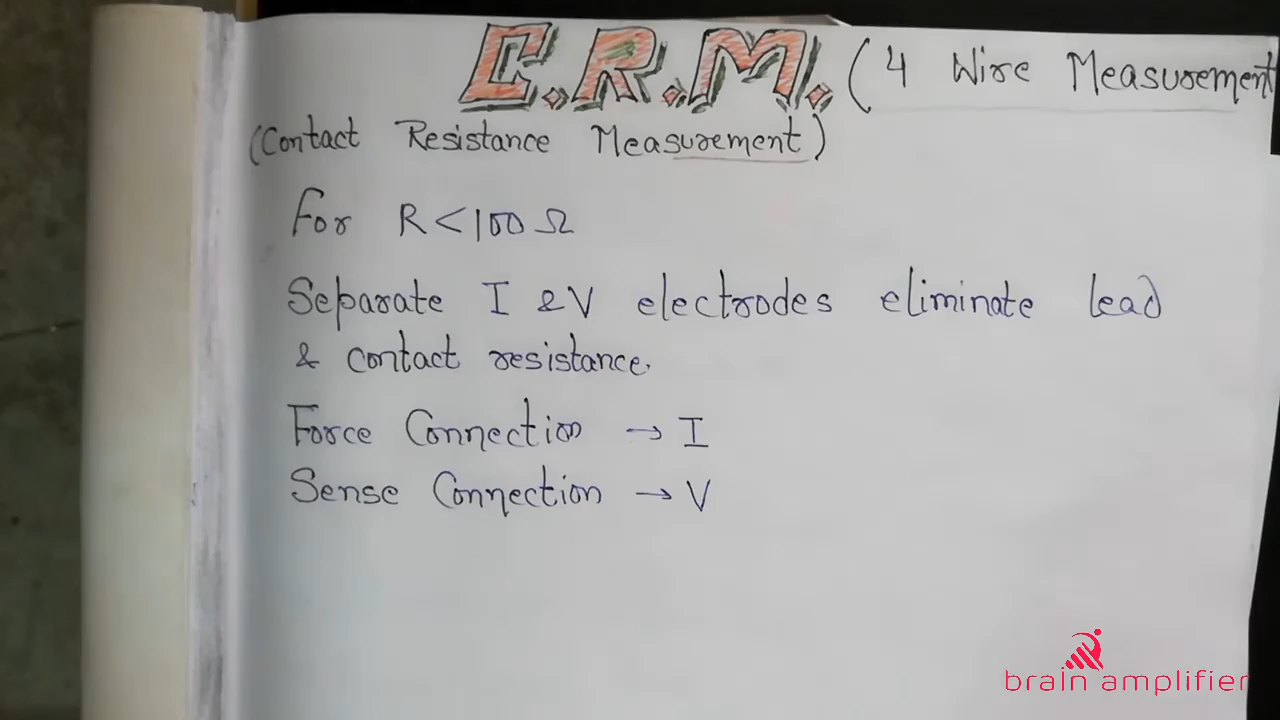 C.R.M. (4 Wire Measurement
(Contact Resistance Measurement)
For R < 100 Ω
Separate I & V electrodes eliminate lead
& contact resistance.
Force Connection → I
Sense Connection → V
brain amplifier